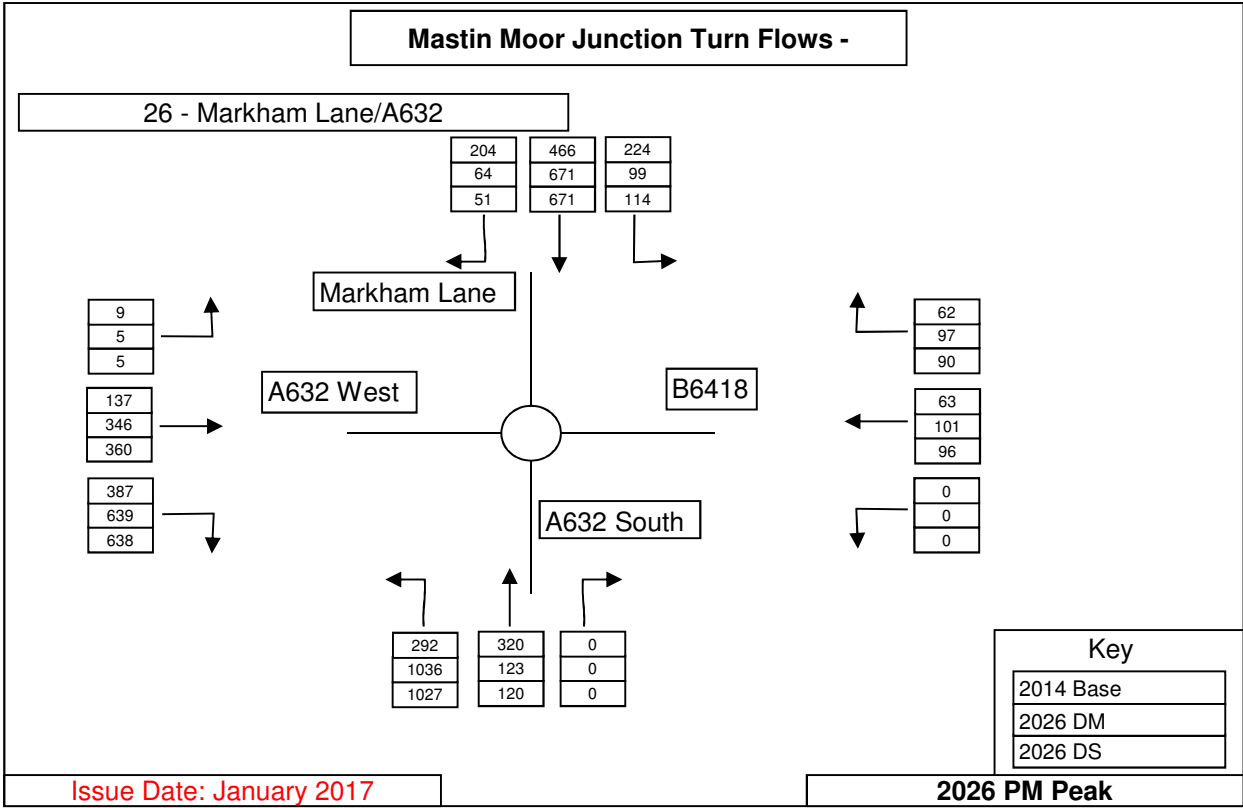 Mastin Moor Junction Turn Flows -
26 - Markham Lane/A632
204 466 224
64 671 99
51 671 114
Markham Lane
9
5
5
62
97
90
A632 West
B6418
137
346
360
63
101
96
387
639
638
A632 South
0
0
0
292 320 0
1036 123 0
1027 120 0
Key
2014 Base
2026 DM
2026 DS
Issue Date: January 2017
2026 PM Peak